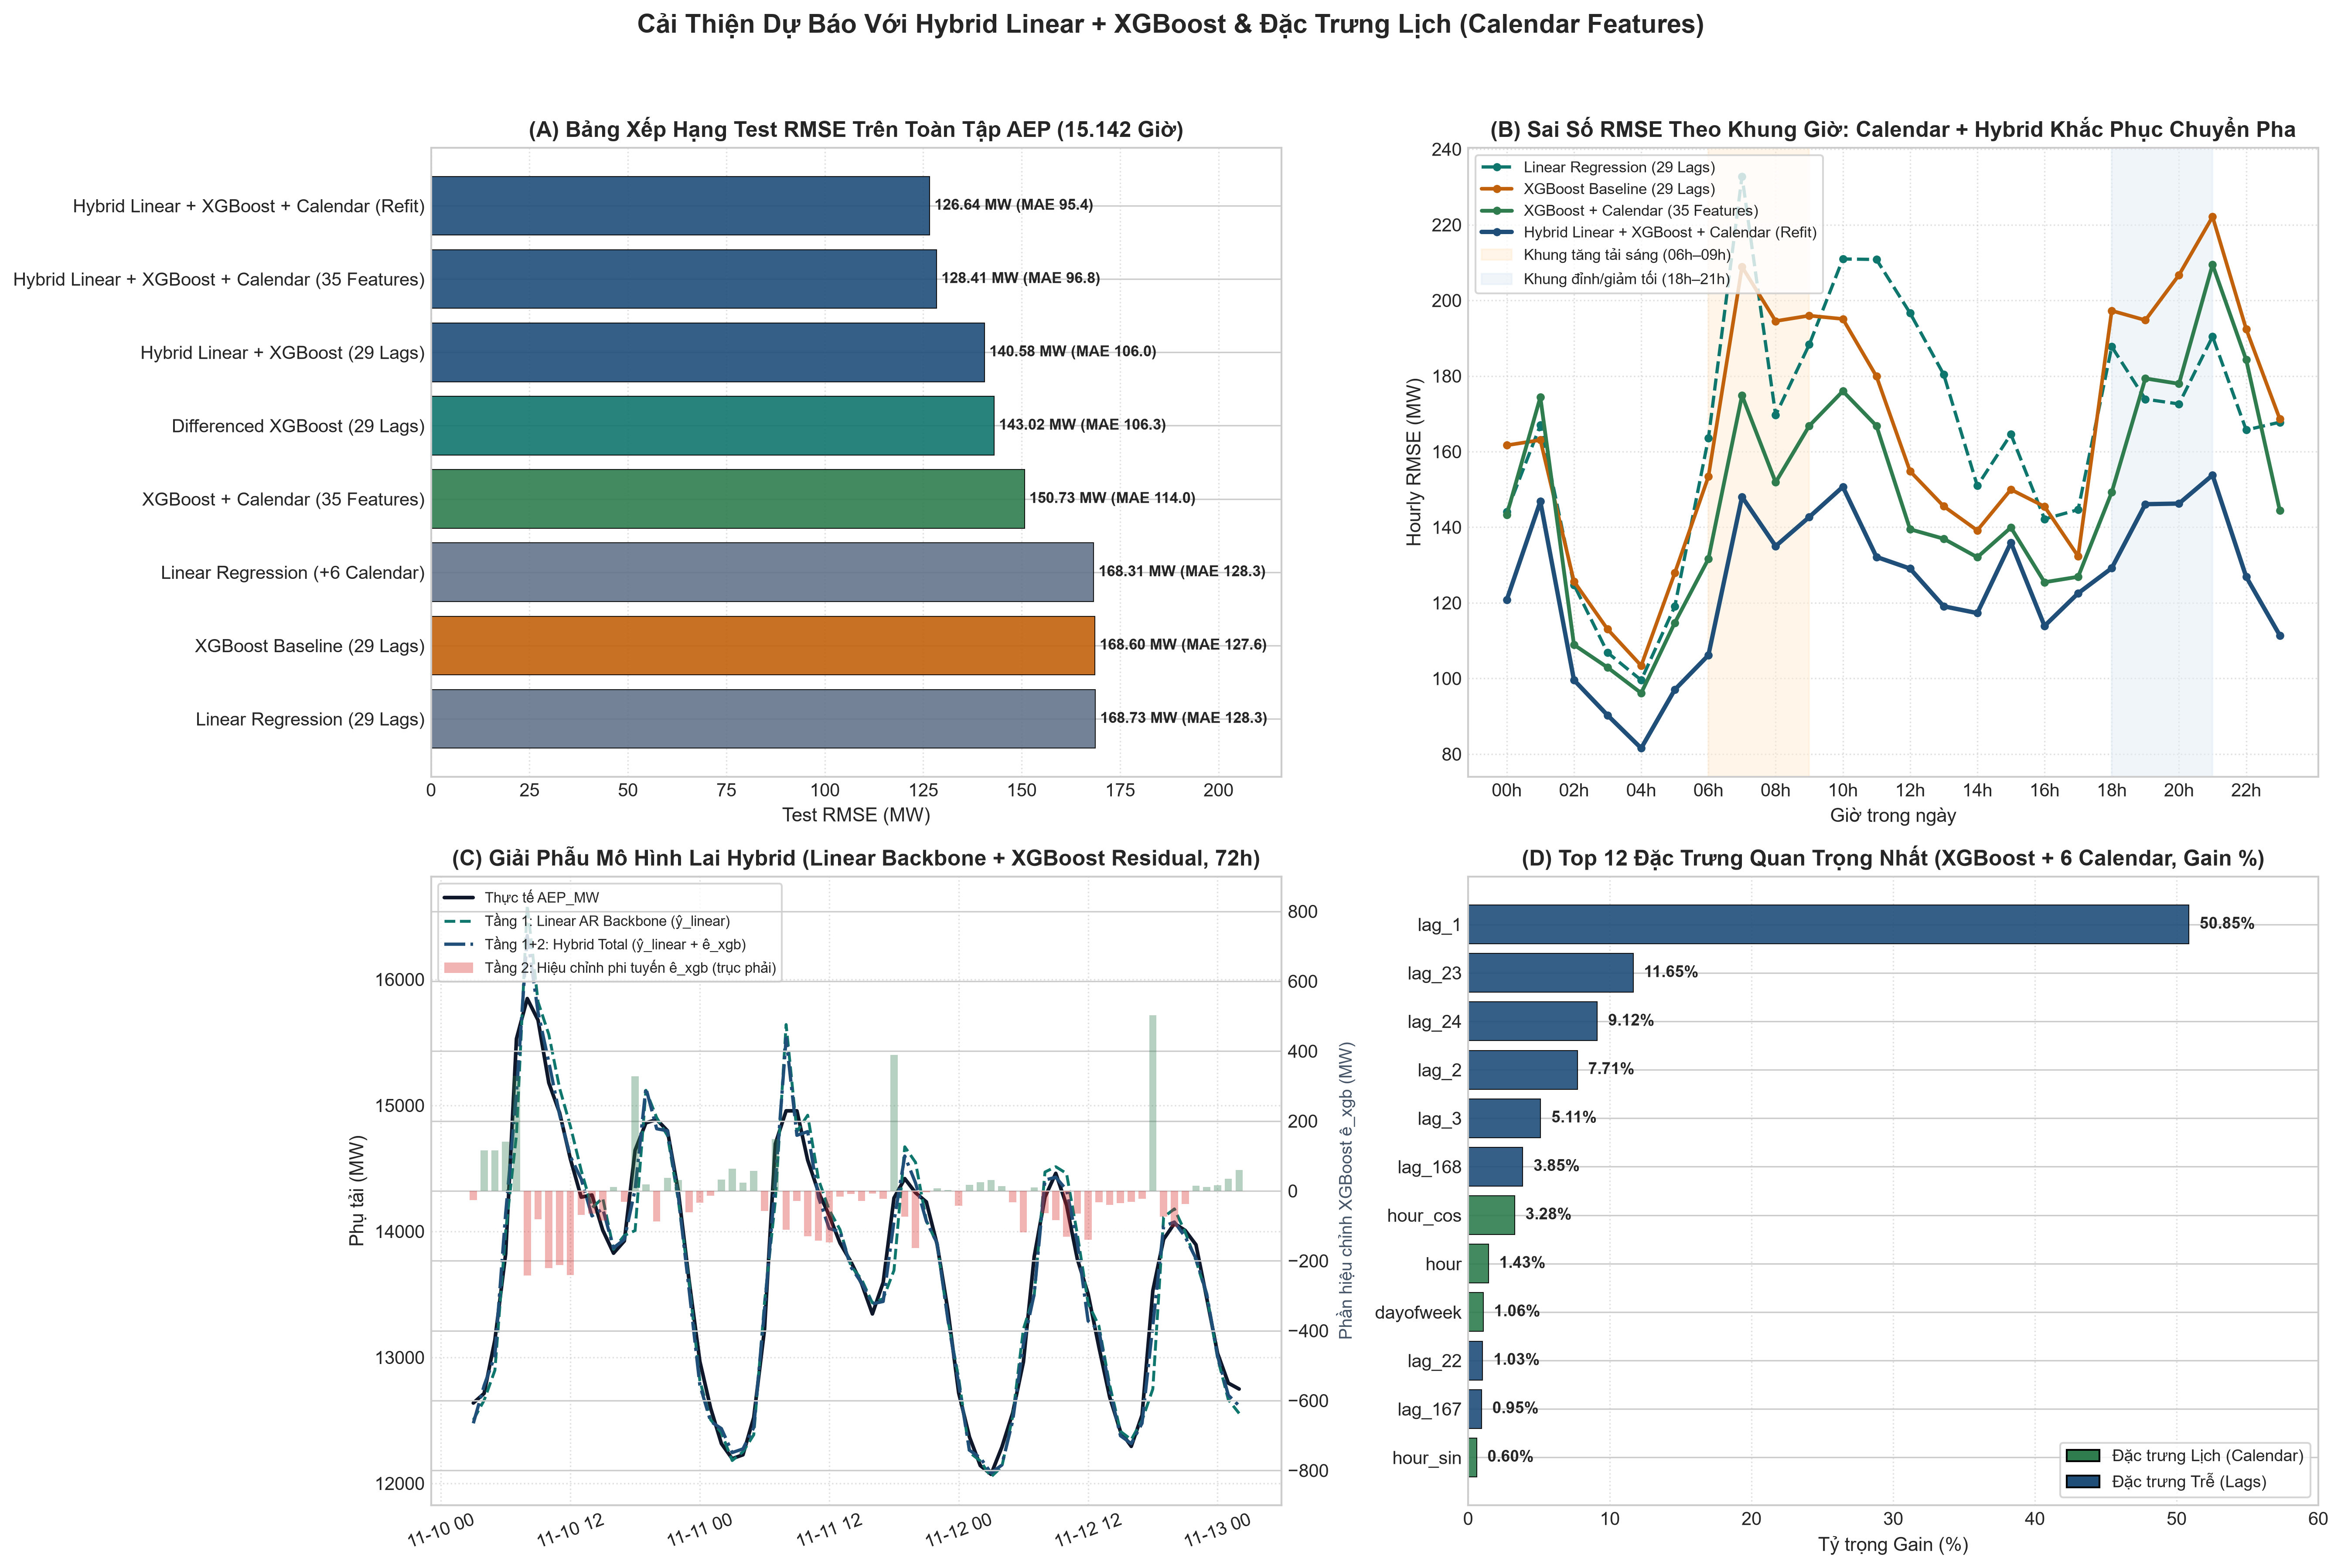 Cải Thiện Dự Báo Với Hybrid Linear + XGBoost & Đặc Trưng Lịch (Calendar Features)
(A) Bảng Xếp Hạng Test RMSE Trên Toàn Tập AEP (15.142 Giờ)
Hybrid Linear + XGBoost + Calendar (Refit)
126.64 MW (MAE 95.4)
Hybrid Linear + XGBoost + Calendar (35 Features)
128.41 MW (MAE 96.8)
Hybrid Linear + XGBoost (29 Lags)
140.58 MW (MAE 106.0)
Differenced XGBoost (29 Lags)
143.02 MW (MAE 106.3)
XGBoost + Calendar (35 Features)
150.73 MW (MAE 114.0)
Linear Regression (+6 Calendar)
168.31 MW (MAE 128.3)
XGBoost Baseline (29 Lags)
168.60 MW (MAE 127.6)
Linear Regression (29 Lags)
168.73 MW (MAE 128.3)
0 25 50 75 100 125 150 175 200
Test RMSE (MW)
(B) Sai Số RMSE Theo Khung Giờ: Calendar + Hybrid Khắc Phục Chuyển Pha
Linear Regression (29 Lags)
XGBoost Baseline (29 Lags)
XGBoost + Calendar (35 Features)
Hybrid Linear + XGBoost + Calendar (Refit)
Khung tăng tải sáng (06h–09h)
Khung đỉnh/giảm tối (18h–21h)
Hourly RMSE (MW)
240
220
200
180
160
140
120
100
80
00h 02h 04h 06h 08h 10h 12h 14h 16h 18h 20h 22h
Giờ trong ngày
(C) Giải Phẫu Mô Hình Lai Hybrid (Linear Backbone + XGBoost Residual, 72h)
Thực tế AEP_MW
Tầng 1: Linear AR Backbone (ŷ_linear)
Tầng 1+2: Hybrid Total (ŷ_linear + ê_xgb)
Tầng 2: Hiệu chỉnh phi tuyến ê_xgb (trục phải)
Phụ tải (MW)
16000
15000
14000
13000
12000
800
600
400
200
0
−200
−400
−600
−800
Phần hiệu chỉnh XGBoost ê_xgb (MW)
11-10 00 11-10 12 11-11 00 11-11 12 11-12 00 11-12 12 11-13 00
(D) Top 12 Đặc Trưng Quan Trọng Nhất (XGBoost + 6 Calendar, Gain %)
lag_1 50.85%
lag_23 11.65%
lag_24 9.12%
lag_2 7.71%
lag_3 5.11%
lag_168 3.85%
hour_cos 3.28%
hour 1.43%
dayofweek 1.06%
lag_22 1.03%
lag_167 0.95%
hour_sin 0.60%
Đặc trưng Lịch (Calendar)
Đặc trưng Trễ (Lags)
0 10 20 30 40 50 60
Tỷ trọng Gain (%)